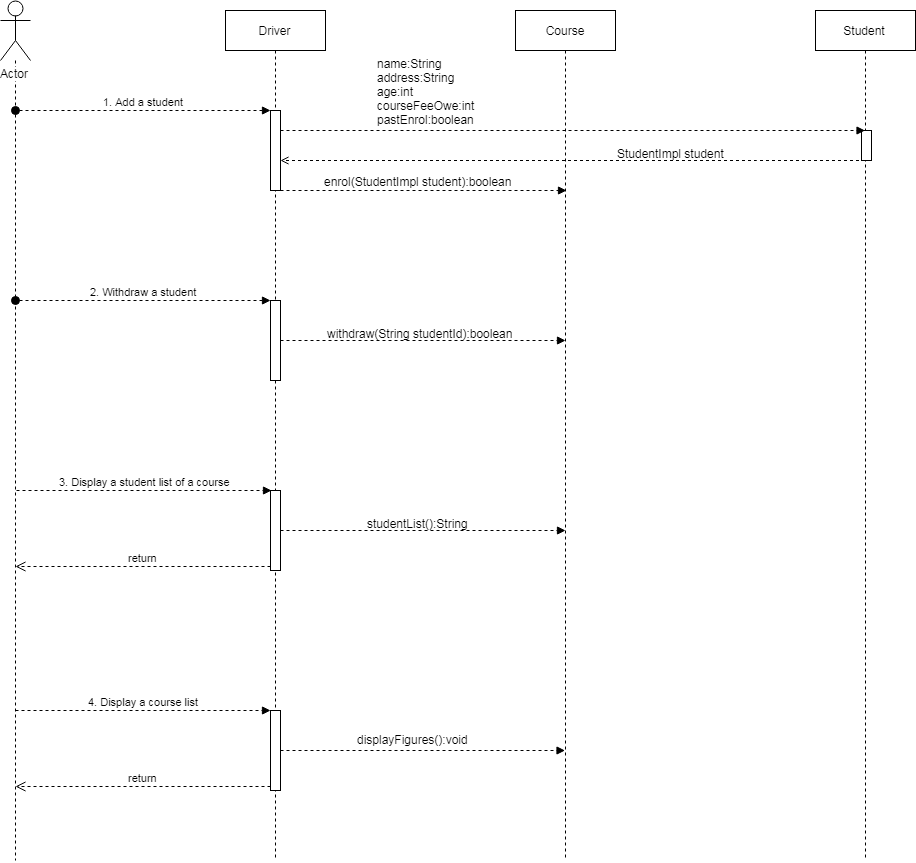 Driver
Course
Student
Actor
name:String
address:String
age:int
courseFeeOwe:int
pastEnrol:boolean
1. Add a student
StudentImpl student
enrol(StudentImpl student):boolean
2. Withdraw a student
withdraw(String studentId):boolean
3. Display a student list of a course
studentList():String
return
4. Display a course list
displayFigures():void
return